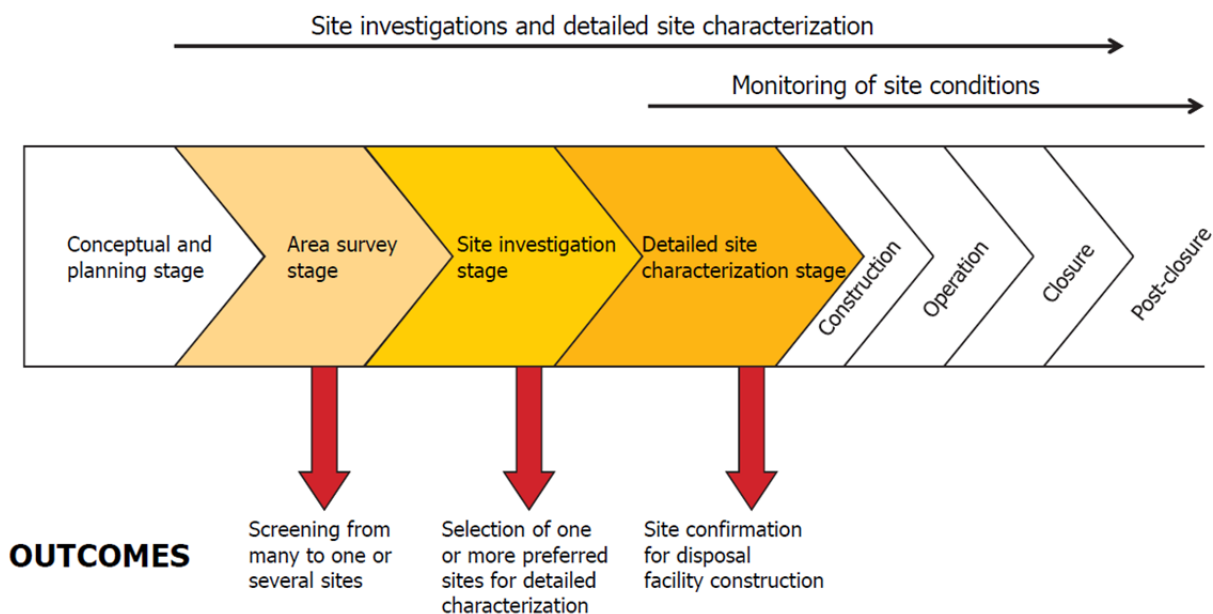 Site investigations and detailed site characterization
Monitoring of site conditions
Conceptual and
planning stage
Area survey
stage
Site investigation
stage
Detailed site
characterization stage
Construction
Operation
Closure
Post-closure
OUTCOMES
Screening from
many to one or
several sites
Selection of one
or more preferred
sites for detailed
characterization
Site confirmation
for disposal
facility construction